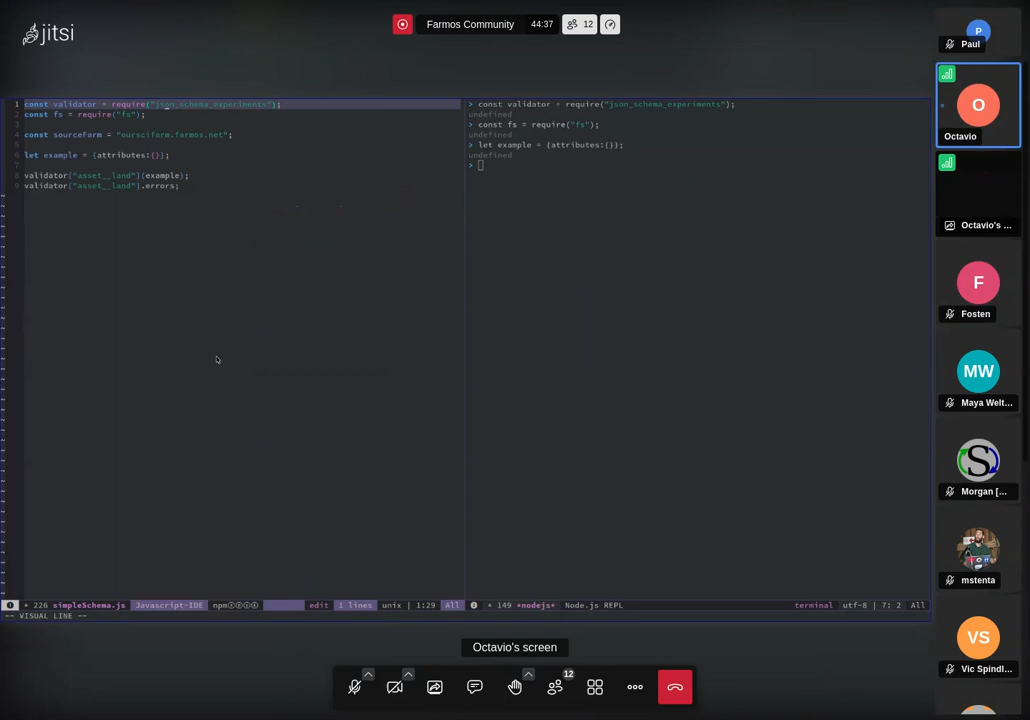 jitsi
Farmos Community
44:37
12
1 const validator = require("json_schema_experiments");
2 const fs = require("fs");
3
4 const sourceFarm = "ourscifarm.farmos.net";
5
6 let example = {attributes:{}};
7
8 validator["asset__land"](example);
9 validator["asset__land"].errors;
> const validator = require("json_schema_experiments");
undefined
> const fs = require("fs");
undefined
> let example = {attributes:{}};
undefined
>
226 simpleSchema.js
Javascript-IDE
edit
1 lines
unix | 1:29
All
149 *nodejs*
Node.js REPL
terminal
utf-8 | 7: 2
All
-- VISUAL LINE --
Octavio's screen
12
P
Paul
O
Octavio
Octavio's ...
F
Fosten
MW
Maya Welt...
S
Morgan [...
mstenta
VS
Vic Spindl...